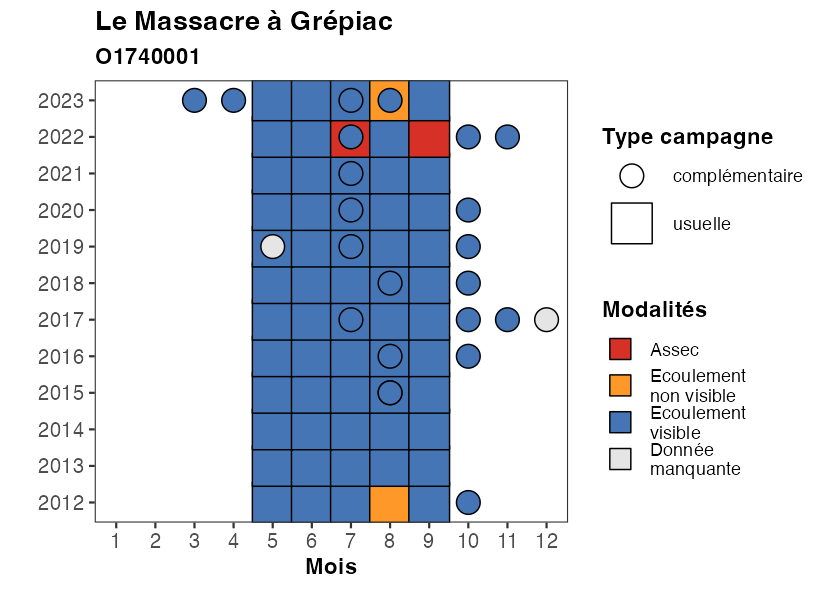 Le Massacre à Grépiac
O1740001
2023
2022
2021
2020
2019
2018
2017
2016
2015
2014
2013
2012
1 2 3 4 5 6 7 8 9 10 11 12
Mois
Type campagne
complémentaire
usuelle
Modalités
Assec
Ecoulement
non visible
Ecoulement
visible
Donnée
manquante